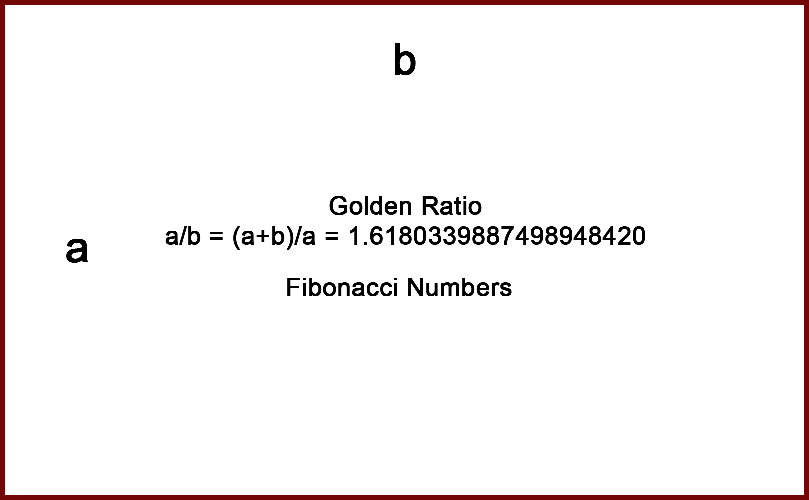 b
Golden Ratio
a
a/b = (a+b)/a = 1.6180339887498948420
Fibonacci Numbers